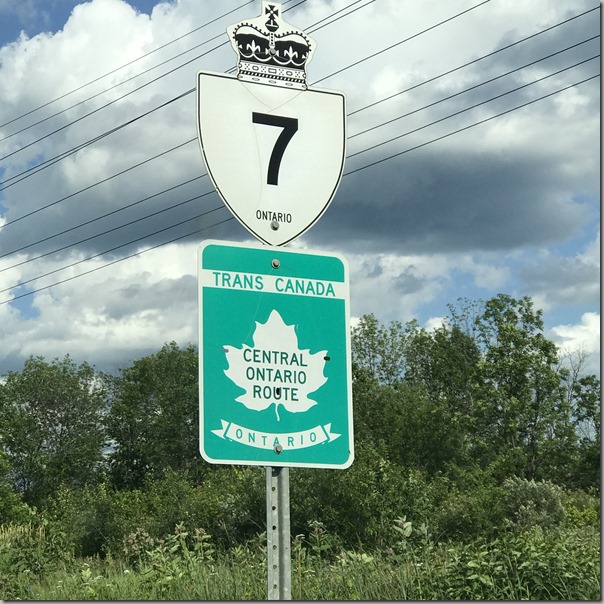 7
ONTARIO
TRANS CANADA
CENTRAL
ONTARIO
ROUTE
ONTARIO